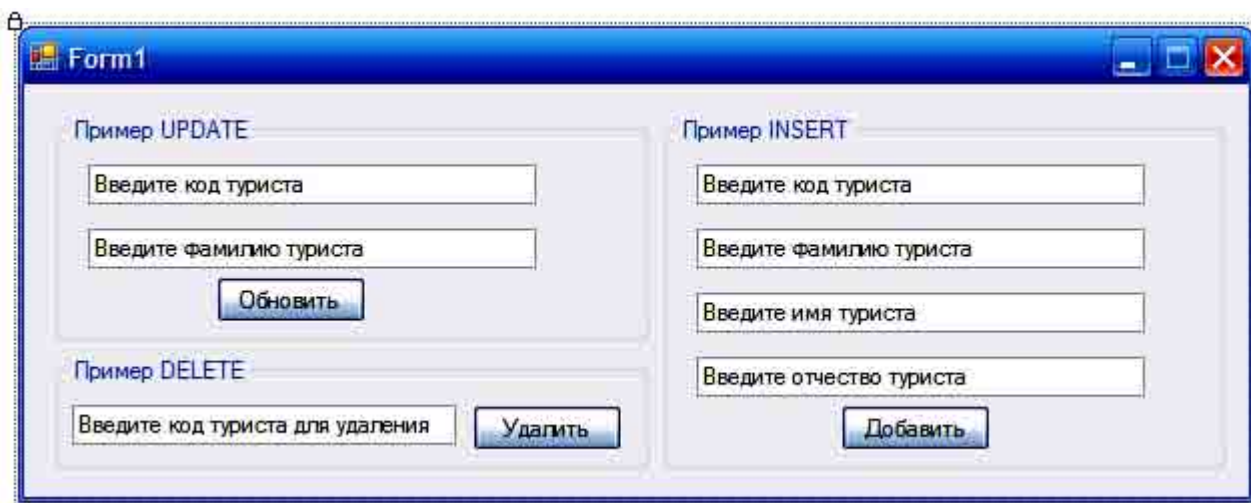 Form1
Пример UPDATE
Введите код туриста
Введите фамилию туриста
Обновить
Пример DELETE
Введите код туриста для удаления
Удалить
Пример INSERT
Введите код туриста
Введите фамилию туриста
Введите имя туриста
Введите отчество туриста
Добавить